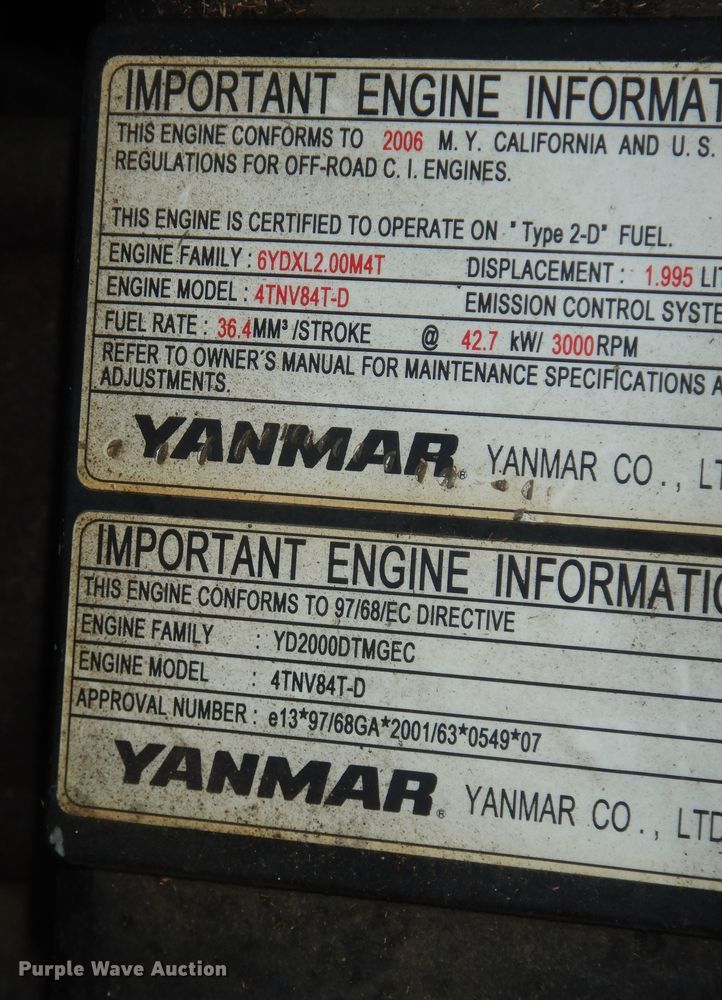 IMPORTANT ENGINE INFORMAT
THIS ENGINE CONFORMS TO 2006 M. Y. CALIFORNIA AND U. S.
REGULATIONS FOR OFF-ROAD C. I. ENGINES.
THIS ENGINE IS CERTIFIED TO OPERATE ON "Type 2-D" FUEL.
ENGINE FAMILY : 6YDXL2.00M4T DISPLACEMENT : 1.995 LIT
ENGINE MODEL : 4TNV84T-D EMISSION CONTROL SYSTE
FUEL RATE : 36.4MM³ /STROKE @ 42.7 kW/ 3000RPM
REFER TO OWNER'S MANUAL FOR MAINTENANCE SPECIFICATIONS A
ADJUSTMENTS.
YANMAR® YANMAR CO., LT
IMPORTANT ENGINE INFORMATIO
THIS ENGINE CONFORMS TO 97/68/EC DIRECTIVE
ENGINE FAMILY : YD2000DTMGEC
ENGINE MODEL : 4TNV84T-D
APPROVAL NUMBER : e13*97/68GA*2001/63*0549*07
YANMAR® YANMAR CO., LTD
Purple Wave Auction